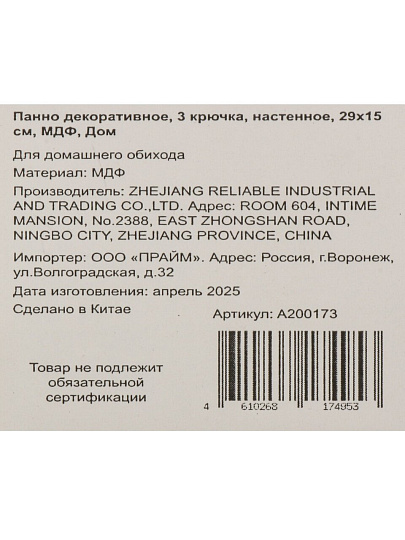 Панно декоративное, 3 крючка, настенное, 29х15
см, МДФ, Дом
Для домашнего обихода
Материал: МДФ
Производитель: ZHEJIANG RELIABLE INDUSTRIAL
AND TRADING CO.,LTD. Адрес: ROOM 604, INTIME
MANSION, No.2388, EAST ZHONGSHAN ROAD,
NINGBO CITY, ZHEJIANG PROVINCE, CHINA
Импортер: ООО «ПРАЙМ». Адрес: Россия, г.Воронеж,
ул.Волгоградская, д.32
Дата изготовления: апрель 2025
Сделано в Китае
Артикул: А200173
Товар не подлежит
обязательной
сертификации
4 610268 174953